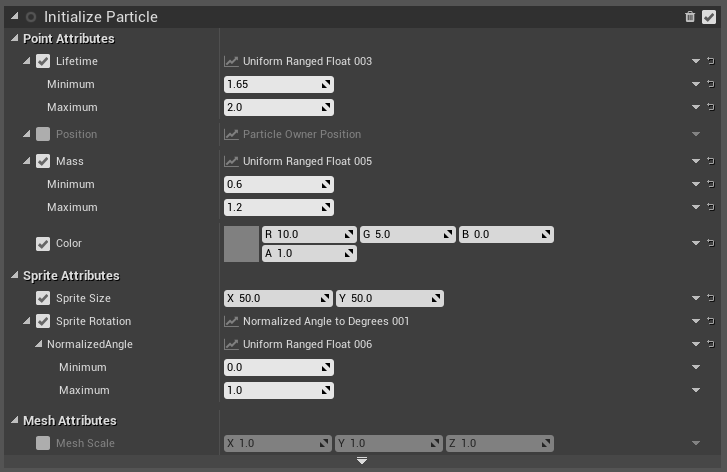 Initialize Particle
Point Attributes
Lifetime Uniform Ranged Float 003
Minimum 1.65
Maximum 2.0
Position Particle Owner Position
Mass Uniform Ranged Float 005
Minimum 0.6
Maximum 1.2
Color R 10.0 G 5.0 B 0.0
A 1.0
Sprite Attributes
Sprite Size X 50.0 Y 50.0
Sprite Rotation Normalized Angle to Degrees 001
NormalizedAngle Uniform Ranged Float 006
Minimum 0.0
Maximum 1.0
Mesh Attributes
Mesh Scale X 1.0 Y 1.0 Z 1.0